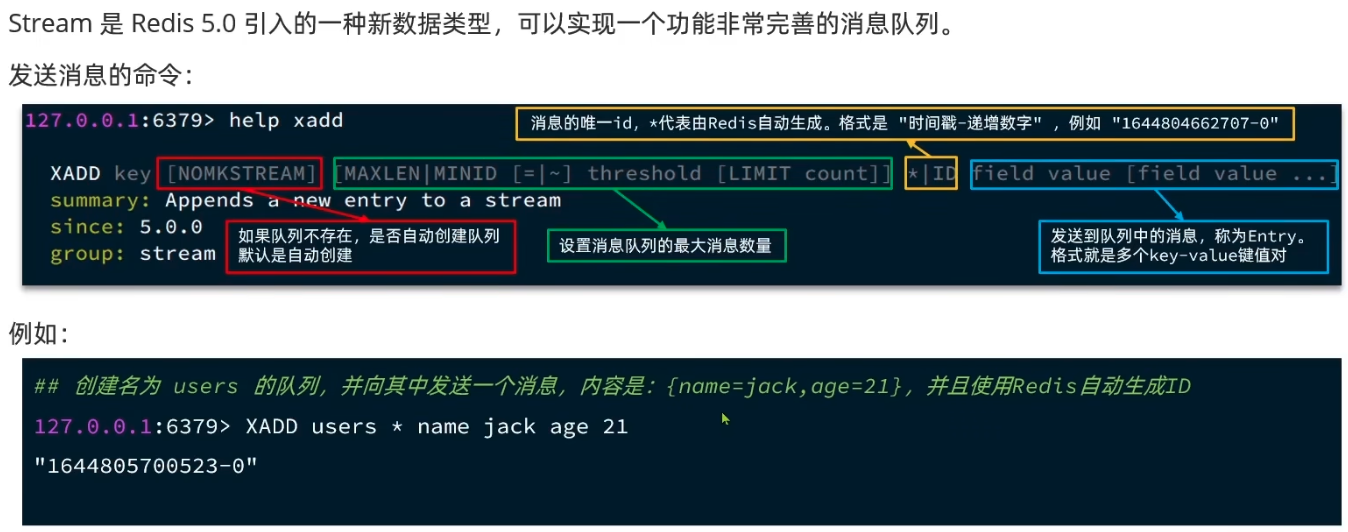 Stream 是 Redis 5.0 引入的一种新数据类型，可以实现一个功能非常完善的消息队列。
发送消息的命令：
127.0.0.1:6379> help xadd
消息的唯一id，*代表由Redis自动生成。格式是 "时间戳-递增数字" ，例如 "1644804662707-0"
XADD key [NOMKSTREAM] [MAXLEN|MINID [=|~] threshold [LIMIT count]] *|ID field value [field value ...]
summary: Appends a new entry to a stream
since: 5.0.0
group: stream
如果队列不存在，是否自动创建队列
默认是自动创建
设置消息队列的最大消息数量
发送到队列中的消息，称为Entry。
格式就是多个key-value键值对
例如：
## 创建名为 users 的队列，并向其中发送一个消息，内容是：{name=jack,age=21}，并且使用Redis自动生成ID
127.0.0.1:6379> XADD users * name jack age 21
"1644805700523-0"